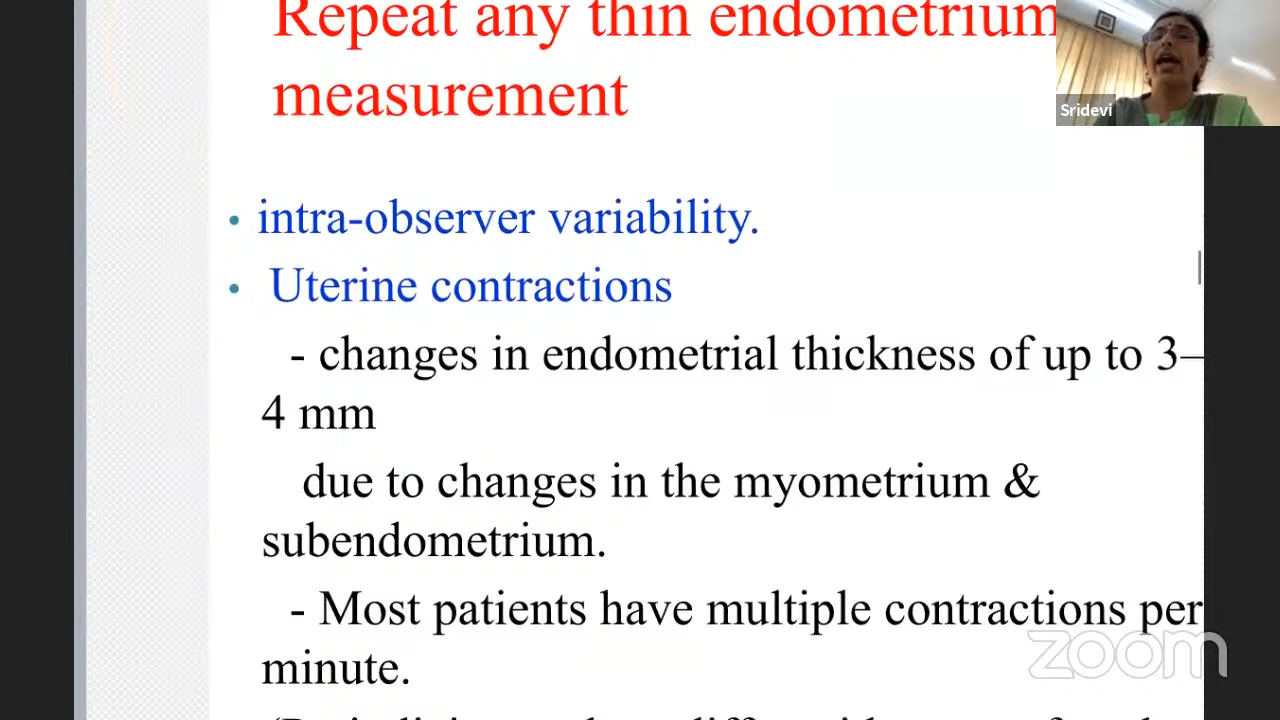 Repeat any thin endometrium
measurement
Sridevi
• intra-observer variability.
• Uterine contractions
- changes in endometrial thickness of up to 3–
4 mm
due to changes in the myometrium &
subendometrium.
- Most patients have multiple contractions per
minute.
zoom